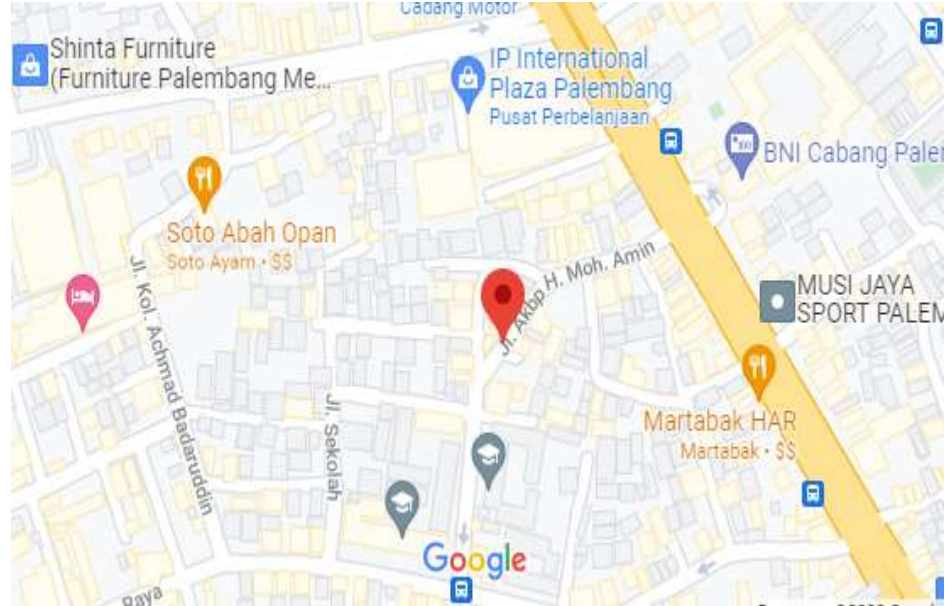 Cadang Motor
Shinta Furniture
(Furniture Palembang Me...
IP International
Plaza Palembang
Pusat Perbelanjaan
BNI Cabang Palem
Soto Abah Opan
Soto Ayam • $$
Jl. Akbp H. Moh. Amin
Jl. Kol. Achmad Badaruddin
MUSI JAYA
SPORT PALEM
Martabak HAR
Martabak • $$
Jl. Sekolah
Google
Raya